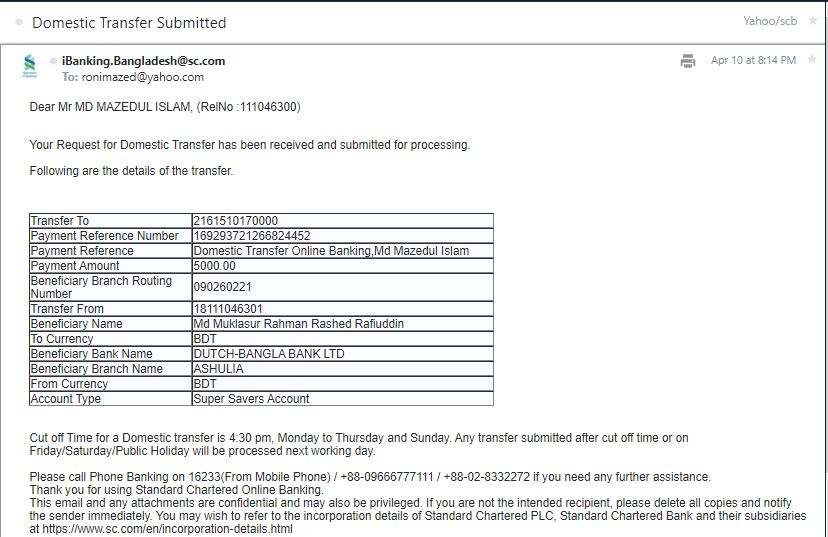 Domestic Transfer Submitted
Yahoo/scb
iBanking.Bangladesh@sc.com
Apr 10 at 8:14 PM
To: ronimazed@yahoo.com
Dear Mr MD MAZEDUL ISLAM, (RelNo :111046300)
Your Request for Domestic Transfer has been received and submitted for processing.
Following are the details of the transfer.
Transfer To 2161510170000
Payment Reference Number 169293721266824452
Payment Reference Domestic Transfer Online Banking,Md Mazedul Islam
Payment Amount 5000.00
Beneficiary Branch Routing
Number 090260221
Transfer From 18111046301
Beneficiary Name Md Muklasur Rahman Rashed Rafiuddin
To Currency BDT
Beneficiary Bank Name DUTCH-BANGLA BANK LTD
Beneficiary Branch Name ASHULIA
From Currency BDT
Account Type Super Savers Account
Cut off Time for a Domestic transfer is 4:30 pm, Monday to Thursday and Sunday. Any transfer submitted after cut off time or on
Friday/Saturday/Public Holiday will be processed next working day.
Please call Phone Banking on 16233(From Mobile Phone) / +88-09666777111 / +88-02-8332272 if you need any further assistance.
Thank you for using Standard Chartered Online Banking.
This email and any attachments are confidential and may also be privileged. If you are not the intended recipient, please delete all copies and notify
the sender immediately. You may wish to refer to the incorporation details of Standard Chartered PLC, Standard Chartered Bank and their subsidiaries
at https://www.sc.com/en/incorporation-details.html